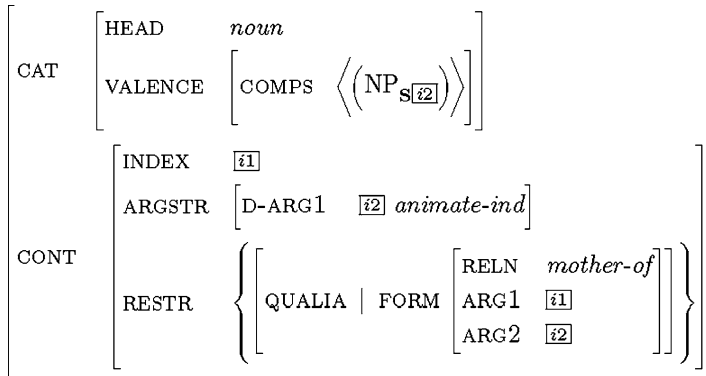 HEAD noun
CAT
VALENCE [COMPS ⟨(NP s[i2])⟩]
INDEX [i1]
ARGSTR [D-ARG1 [i2] animate-ind]
CONT
RELN mother-of
RESTR { [QUALIA | FORM [ARG1 [i1]
ARG2 [i2]]] }